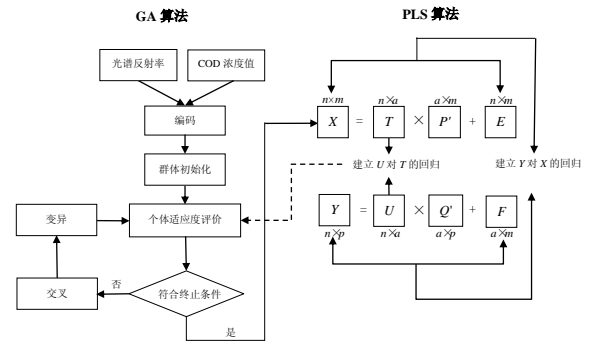 GA 算法
PLS 算法
光谱反射率
COD 浓度值
编码
群体初始化
个体适应度评价
变异
交叉
否
符合终止条件
是
n×m
n×a
a×m
n×m
X = T × P' + E
建立 U 对 T 的回归
建立 Y 对 X 的回归
Y = U × Q' + F
n×p
n×a
a×p
a×m